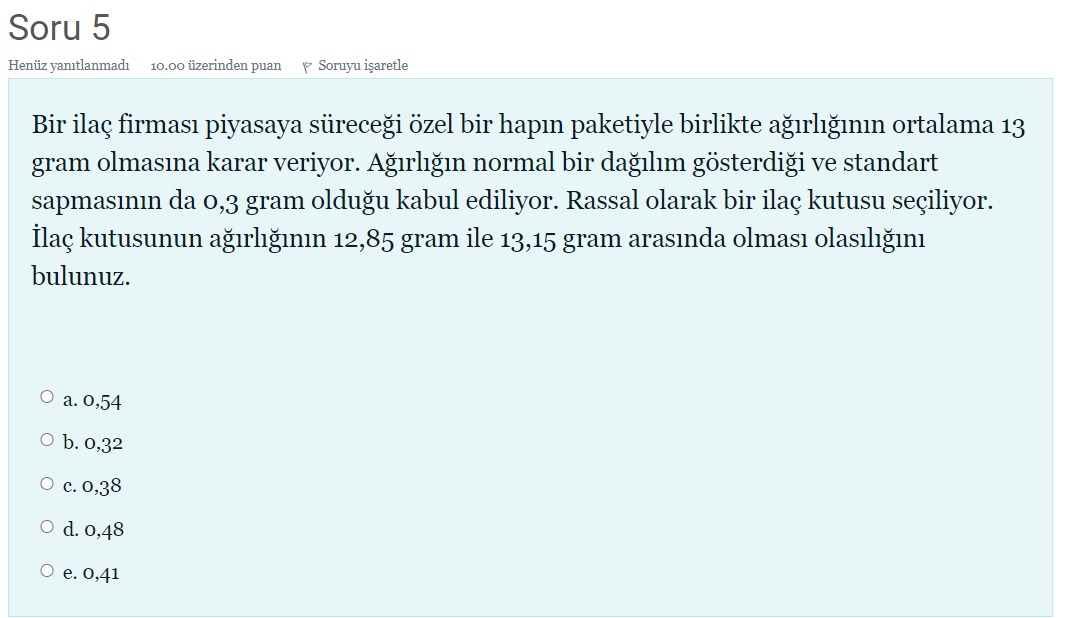 Soru 5
Henüz yanıtlanmadı 10.00 üzerinden puan Soruyu işaretle
Bir ilaç firması piyasaya süreceği özel bir hapın paketiyle birlikte ağırlığının ortalama 13
gram olmasına karar veriyor. Ağırlığın normal bir dağılım gösterdiği ve standart
sapmasının da 0,3 gram olduğu kabul ediliyor. Rassal olarak bir ilaç kutusu seçiliyor.
İlaç kutusunun ağırlığının 12,85 gram ile 13,15 gram arasında olması olasılığını
bulunuz.
a. 0,54
b. 0,32
c. 0,38
d. 0,48
e. 0,41